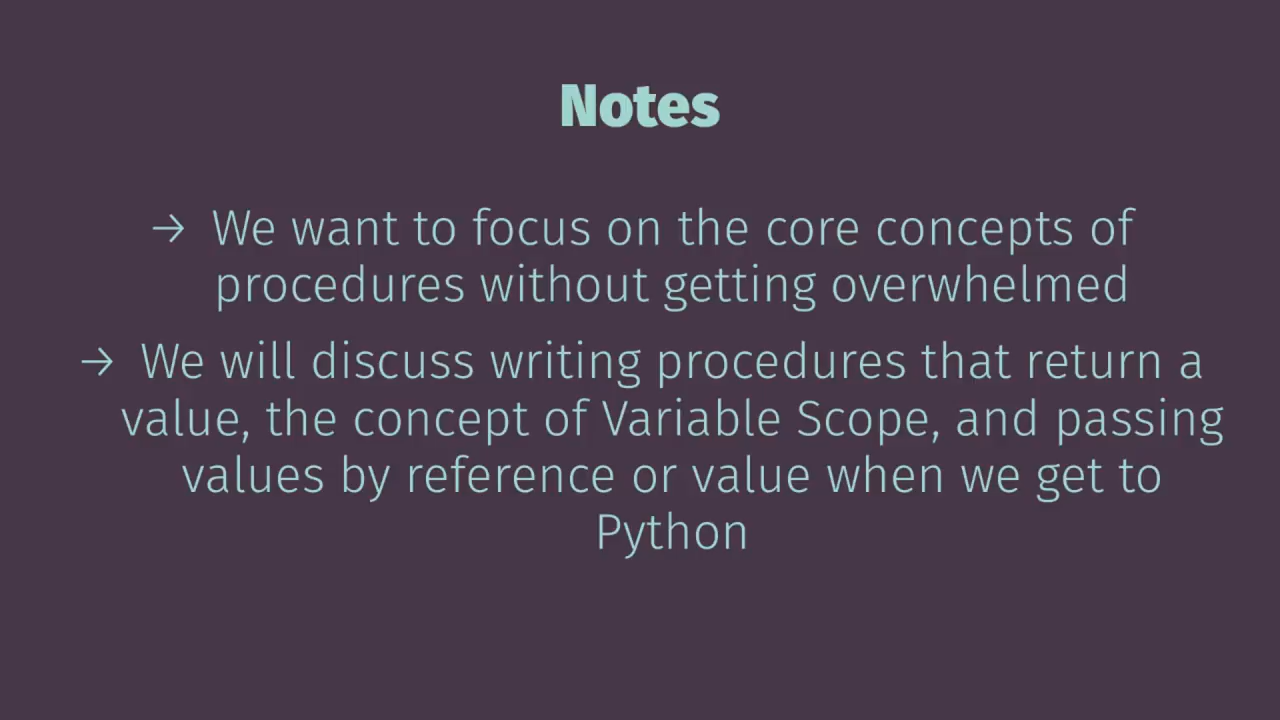 Notes
→ We want to focus on the core concepts of
procedures without getting overwhelmed
→ We will discuss writing procedures that return a
value, the concept of Variable Scope, and passing
values by reference or value when we get to
Python